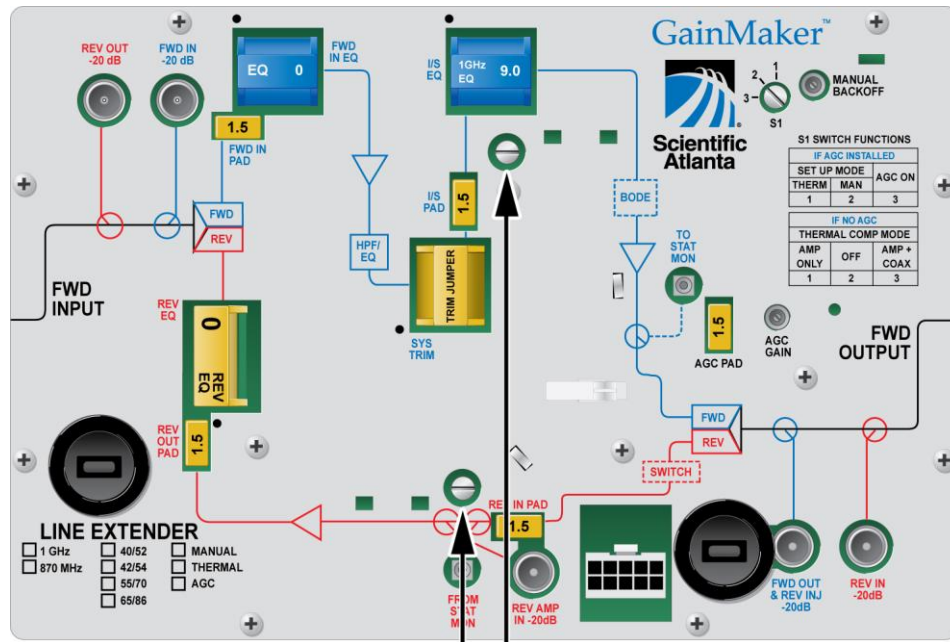 REV OUT
-20 dB
FWD IN
-20 dB
EQ 0
FWD
IN EQ
1.5
FWD IN
PAD
I/S
EQ
1GHz
EQ 9.0
GainMaker™
Scientific
Atlanta
1
2
3
S1
MANUAL
BACKOFF
S1 SWITCH FUNCTIONS
IF AGC INSTALLED
SET UP MODE
AGC ON
THERM MAN
1 2 3
IF NO AGC
THERMAL COMP MODE
AMP
ONLY
OFF
AMP +
COAX
1 2 3
FWD
REV
FWD
INPUT
HPF/
EQ
I/S
PAD
1.5
TRIM JUMPER
SYS
TRIM
BODE
TO
STAT
MON
1.5
AGC PAD
AGC
GAIN
FWD
OUTPUT
REV
EQ
0
REV
EQ
REV
OUT
PAD
1.5
FWD
REV
SWITCH
REV IN PAD
1.5
LINE EXTENDER
1 GHz
870 MHz
40/52
42/54
55/70
65/86
MANUAL
THERMAL
AGC
FROM
STAT
MON
REV AMP
IN -20dB
FWD OUT
& REV INJ
-20dB
REV IN
-20dB